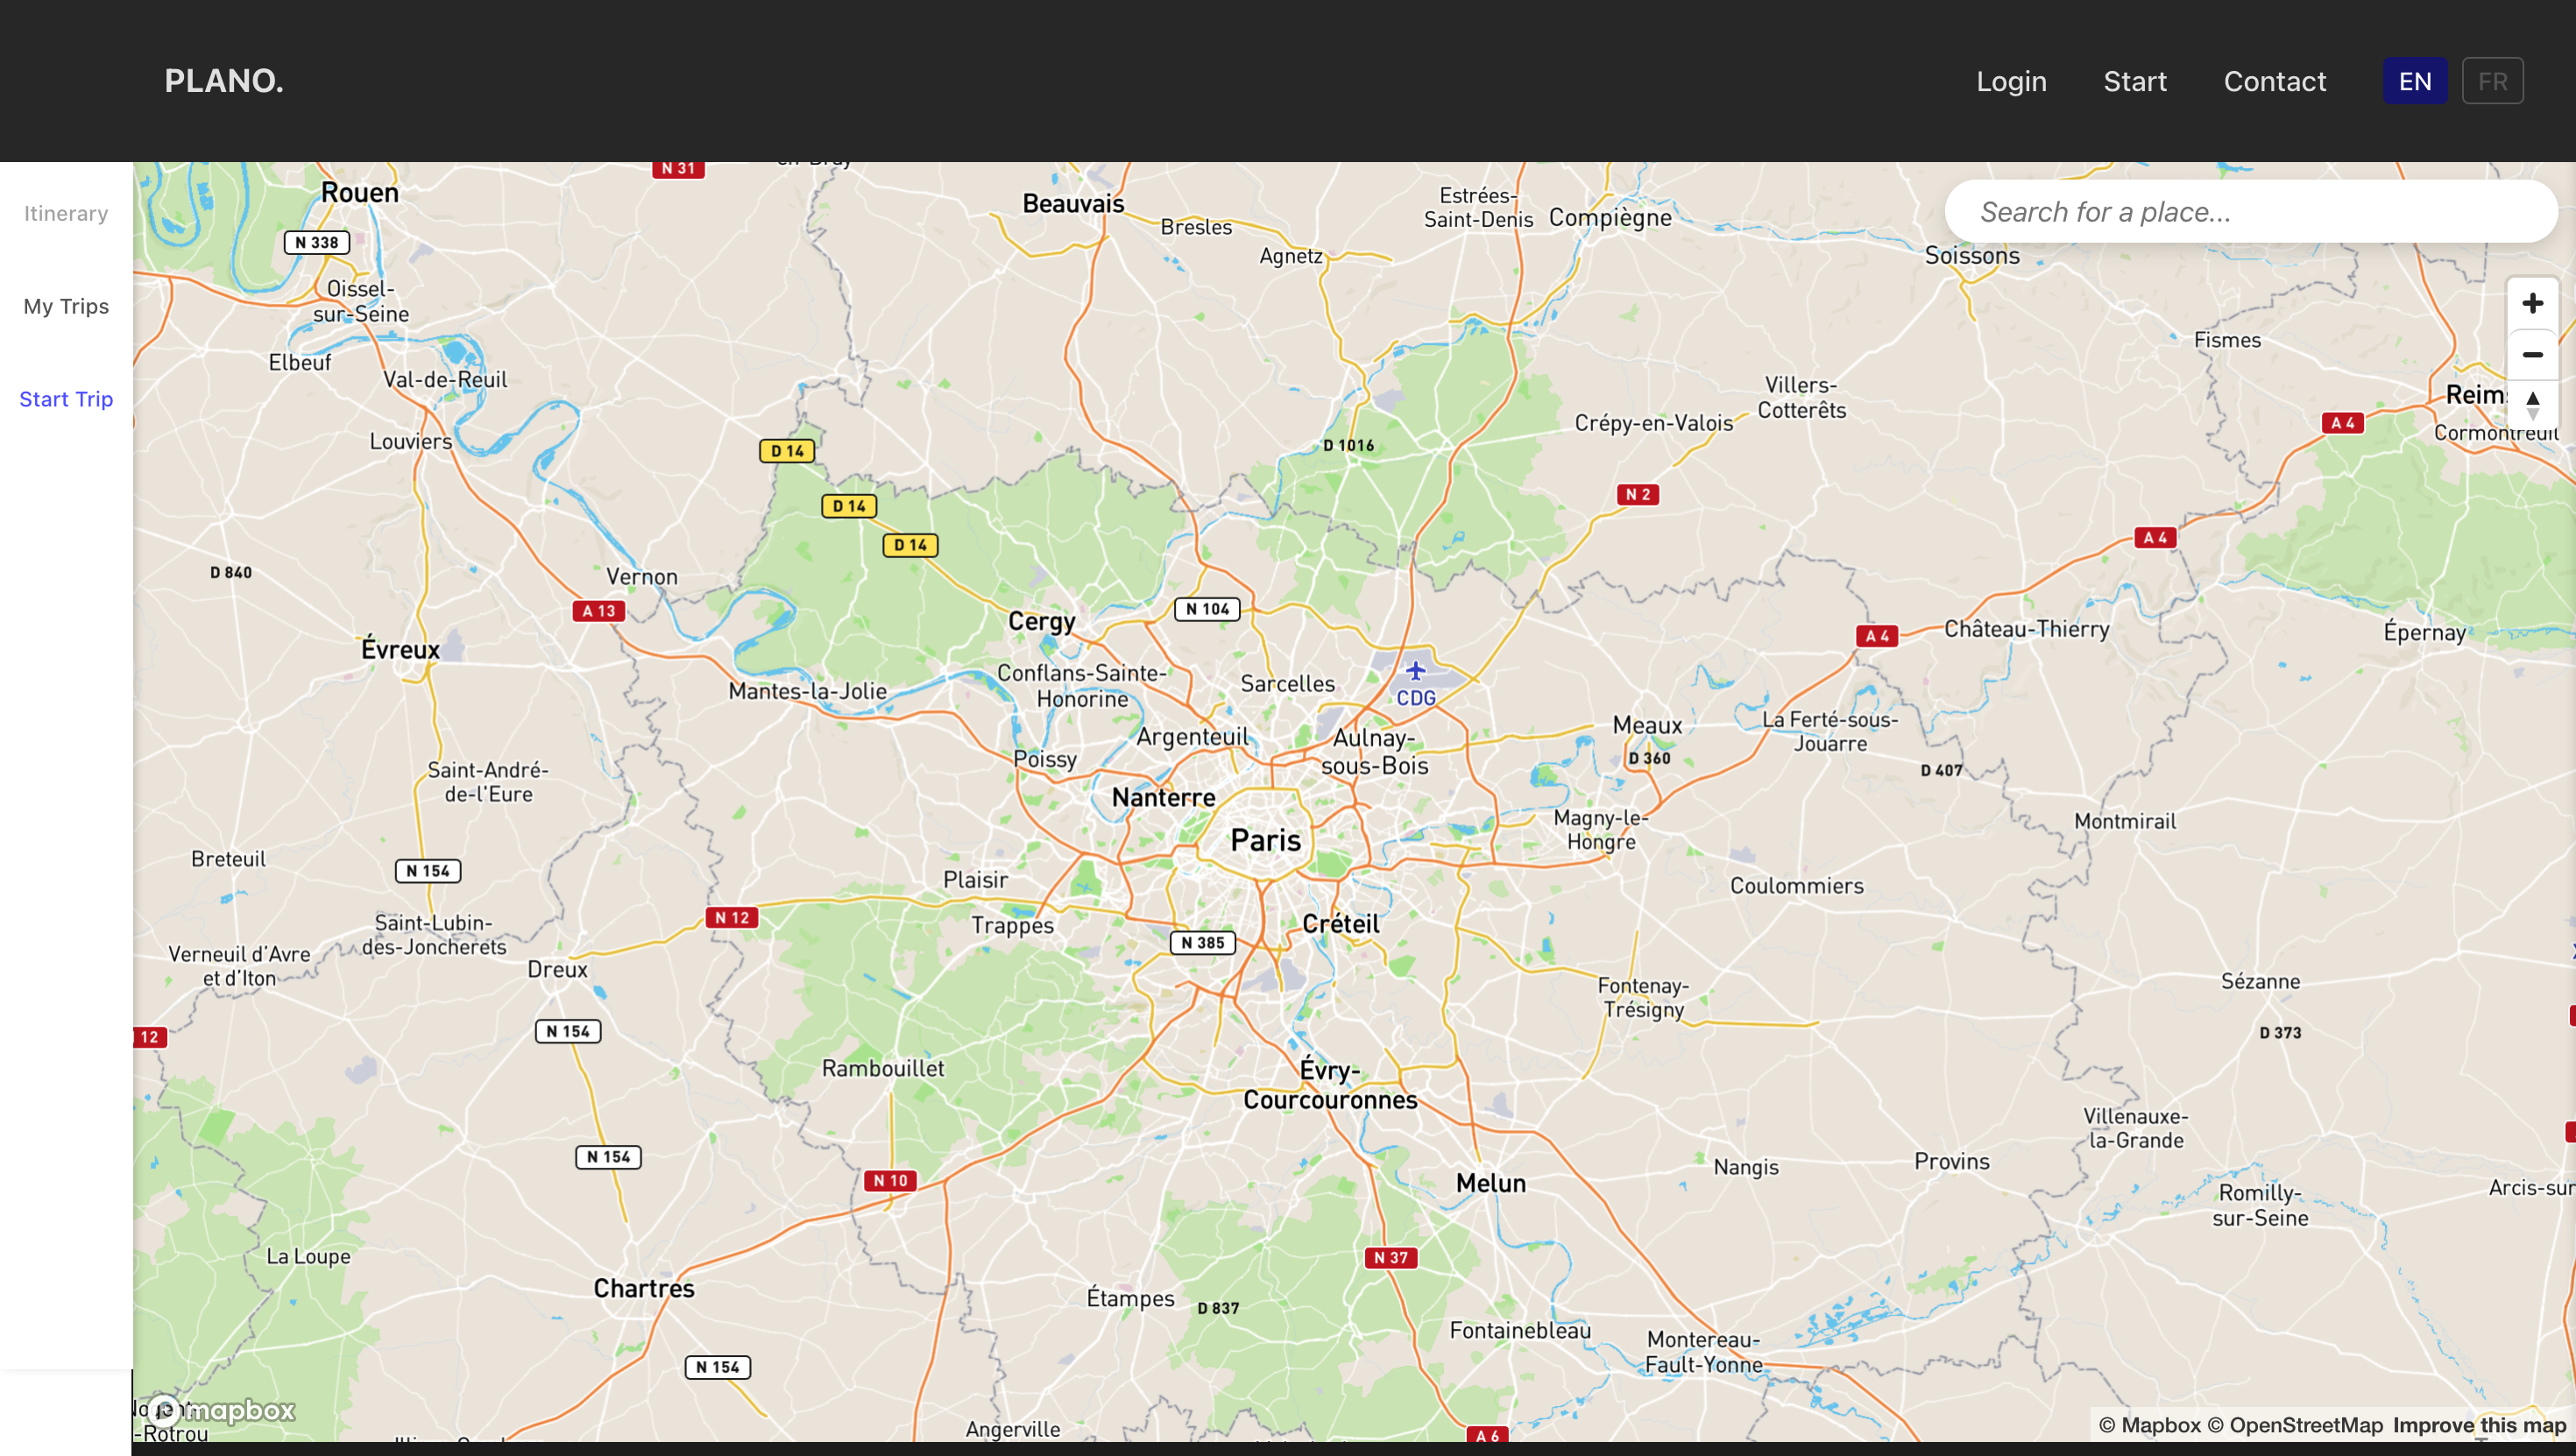 PLANO.
Login
Start
Contact
EN
FR
Itinerary
My Trips
Start Trip
Search for a place...
N 31
Rouen
Beauvais
Bresles
Agnetz
Estrées-
Saint-Denis
Compiègne
Soissons
N 338
Oissel-
sur-Seine
Elbeuf
Val-de-Reuil
Louviers
Fismes
Villers-
Cotterêts
Crépy-en-Valois
A 4
Cormontreuil
D 14
D 1016
D 14
N 2
D 14
A 4
D 840
Vernon
A 13
Cergy
N 104
A 4
Château-Thierry
Épernay
Évreux
Conflans-Sainte-
Honorine
Mantes-la-Jolie
Sarcelles
CDG
Argenteuil
Aulnay-
sous-Bois
Meaux
D 360
La Ferté-sous-
Jouarre
D 407
Poissy
Saint-André-
de-l'Eure
Nanterre
Paris
Magny-le-
Hongre
Montmirail
Breteuil
N 154
Plaisir
Coulommiers
N 12
Trappes
Créteil
N 385
Saint-Lubin-
des-Joncherets
Verneuil d'Avre
et d'Iton
Dreux
Fontenay-
Trésigny
Sézanne
D 373
12
N 154
Rambouillet
Évry-
Courcouronnes
Villenauxe-
la-Grande
N 154
N 10
Melun
Nangis
Provins
Arcis-sur
Romilly-
sur-Seine
La Loupe
Chartres
N 37
Étampes
D 837
Fontainebleau
Montereau-
Fault-Yonne
N 154
mapbox
-Rotrou
Angerville
A 6
© Mapbox © OpenStreetMap Improve this map